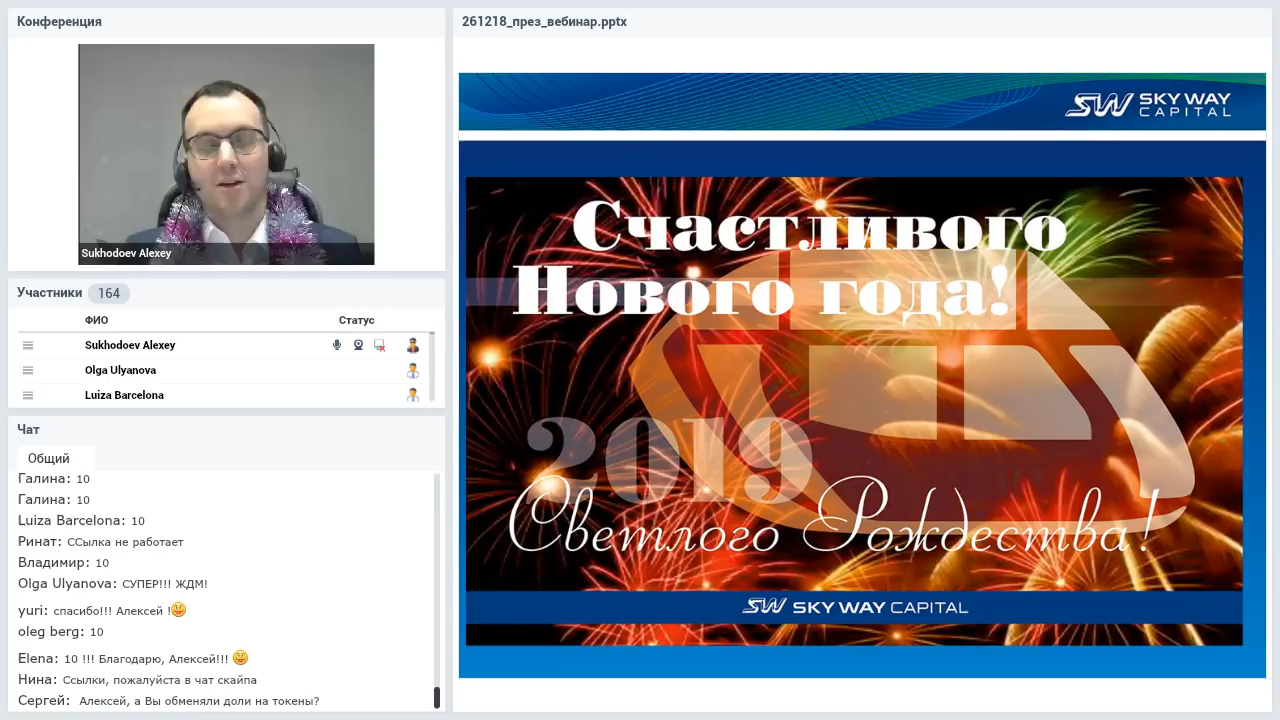 Конференция
Sukhodoev Alexey
Участники 164
ФИО Статус
Sukhodoev Alexey
Olga Ulyanova
Luiza Barcelona
Чат
Общий
Галина: 10
Галина: 10
Luiza Barcelona: 10
Ринат: ССылка не работает
Владимир: 10
Olga Ulyanova: СУПЕР!!! ЖДМ!
yuri: спасибо!!! Алексей !
oleg berg: 10
Elena: 10 !!! Благодарю, Алексей!!!
Нина: Ссылки, пожалуйста в чат скайпа
Сергей: Алексей, а Вы обменяли доли на токены?
261218_през_вебинар.pptx
SW SKY WAY
CAPITAL
Счастливого
Нового года!
2019
Светлого Рождества!
SW SKY WAY CAPITAL